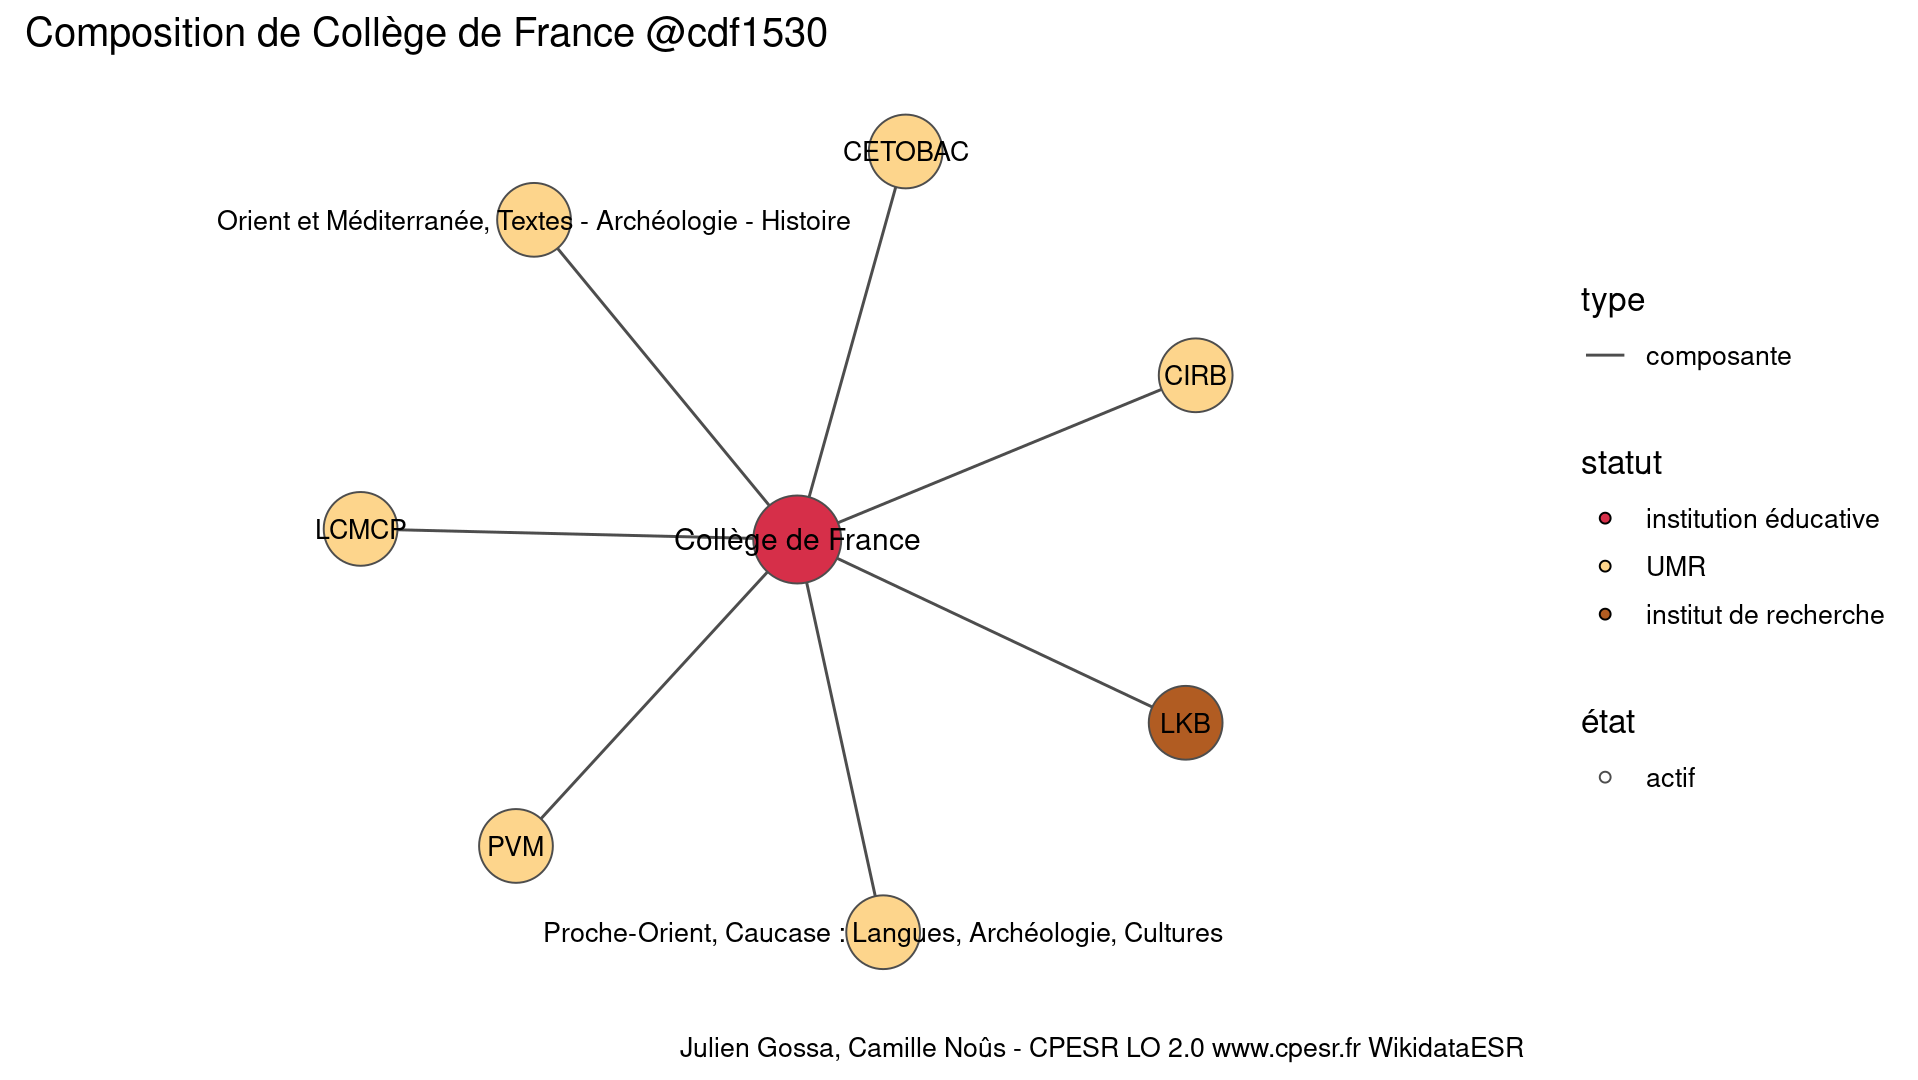 Composition de Collège de France @cdf1530
CETOBAC
Orient et Méditerranée, Textes - Archéologie - Histoire
CIRB
LCMCP
Collège de France
LKB
PVM
Proche-Orient, Caucase : Langues, Archéologie, Cultures
type
composante
statut
institution éducative
UMR
institut de recherche
état
actif
Julien Gossa, Camille Noûs - CPESR LO 2.0 www.cpesr.fr WikidataESR